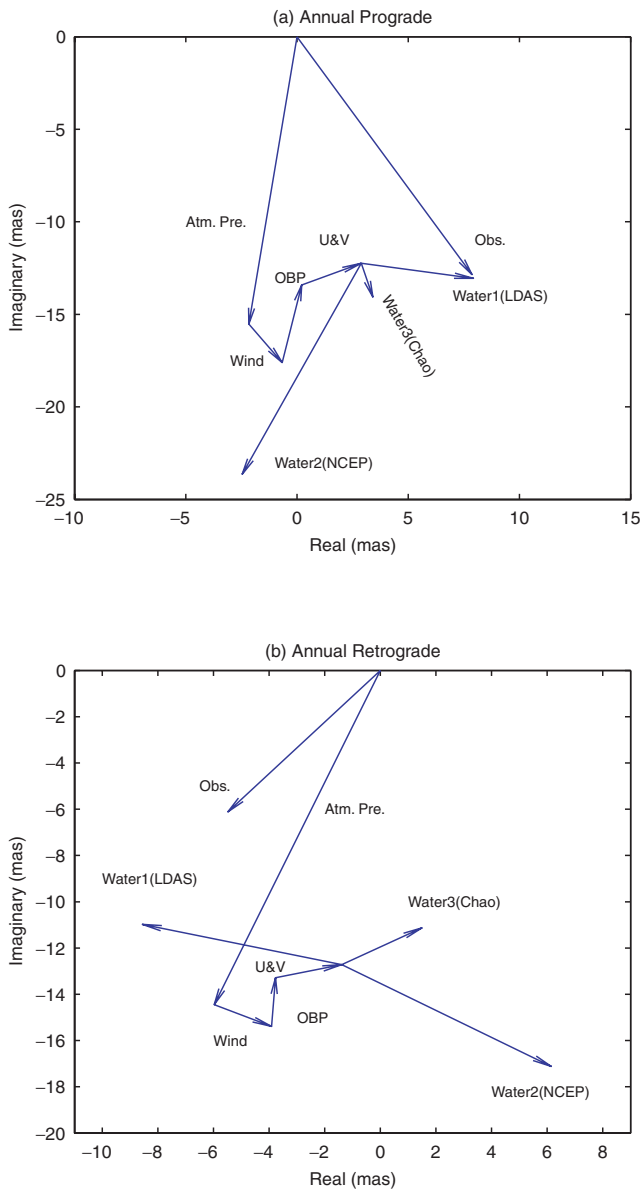 (a) Annual Prograde
0
−5
−10
−15
−20
−25
Imaginary (mas)
Atm. Pre.
U&V
Obs.
OBP
Water1(LDAS)
Water3(Chao)
Wind
Water2(NCEP)
−10
−5
0
5
10
15
Real (mas)
(b) Annual Retrograde
0
−2
−4
−6
−8
−10
−12
−14
−16
−18
−20
Imaginary (mas)
Obs.
Atm. Pre.
Water1(LDAS)
Water3(Chao)
U&V
OBP
Wind
Water2(NCEP)
−10
−8
−6
−4
−2
0
2
4
6
8
Real (mas)